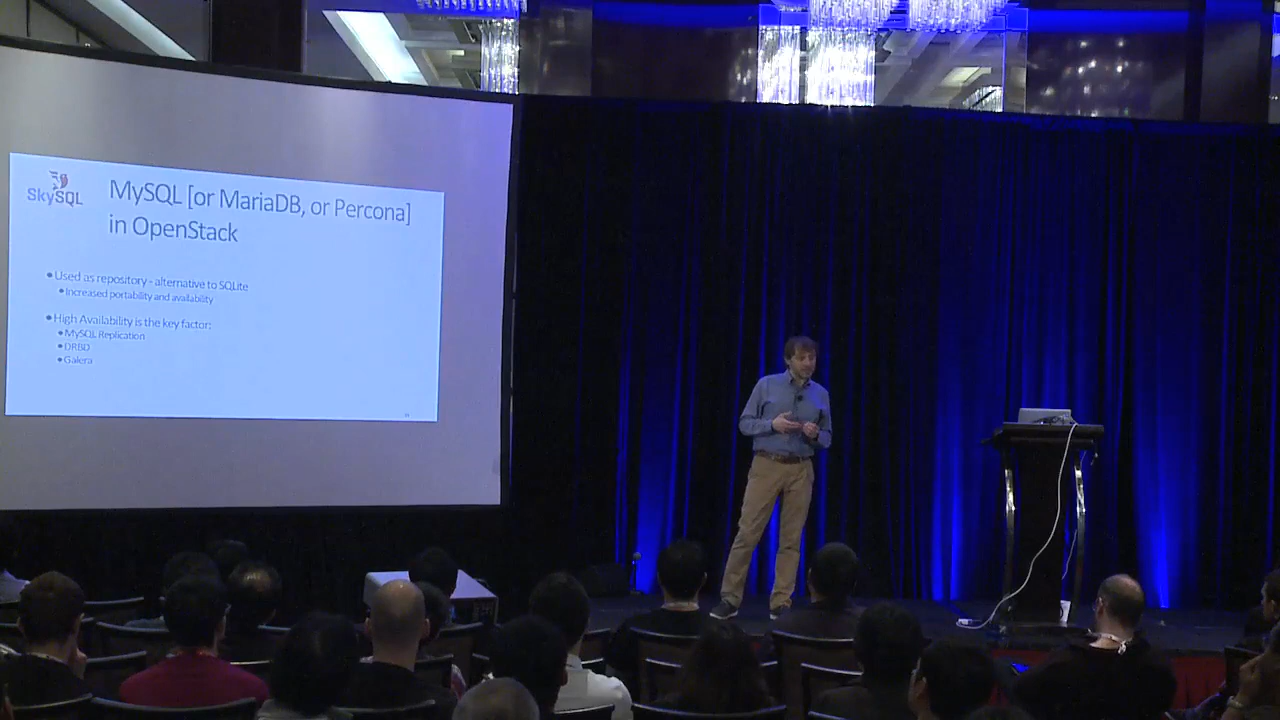 SkySQL
MySQL [or MariaDB, or Percona]
in OpenStack
•Used as repository - alternative to SQLite
•Increased portability and availability
•High Availability is the key factor:
•MySQL Replication
•DRBD
•Galera